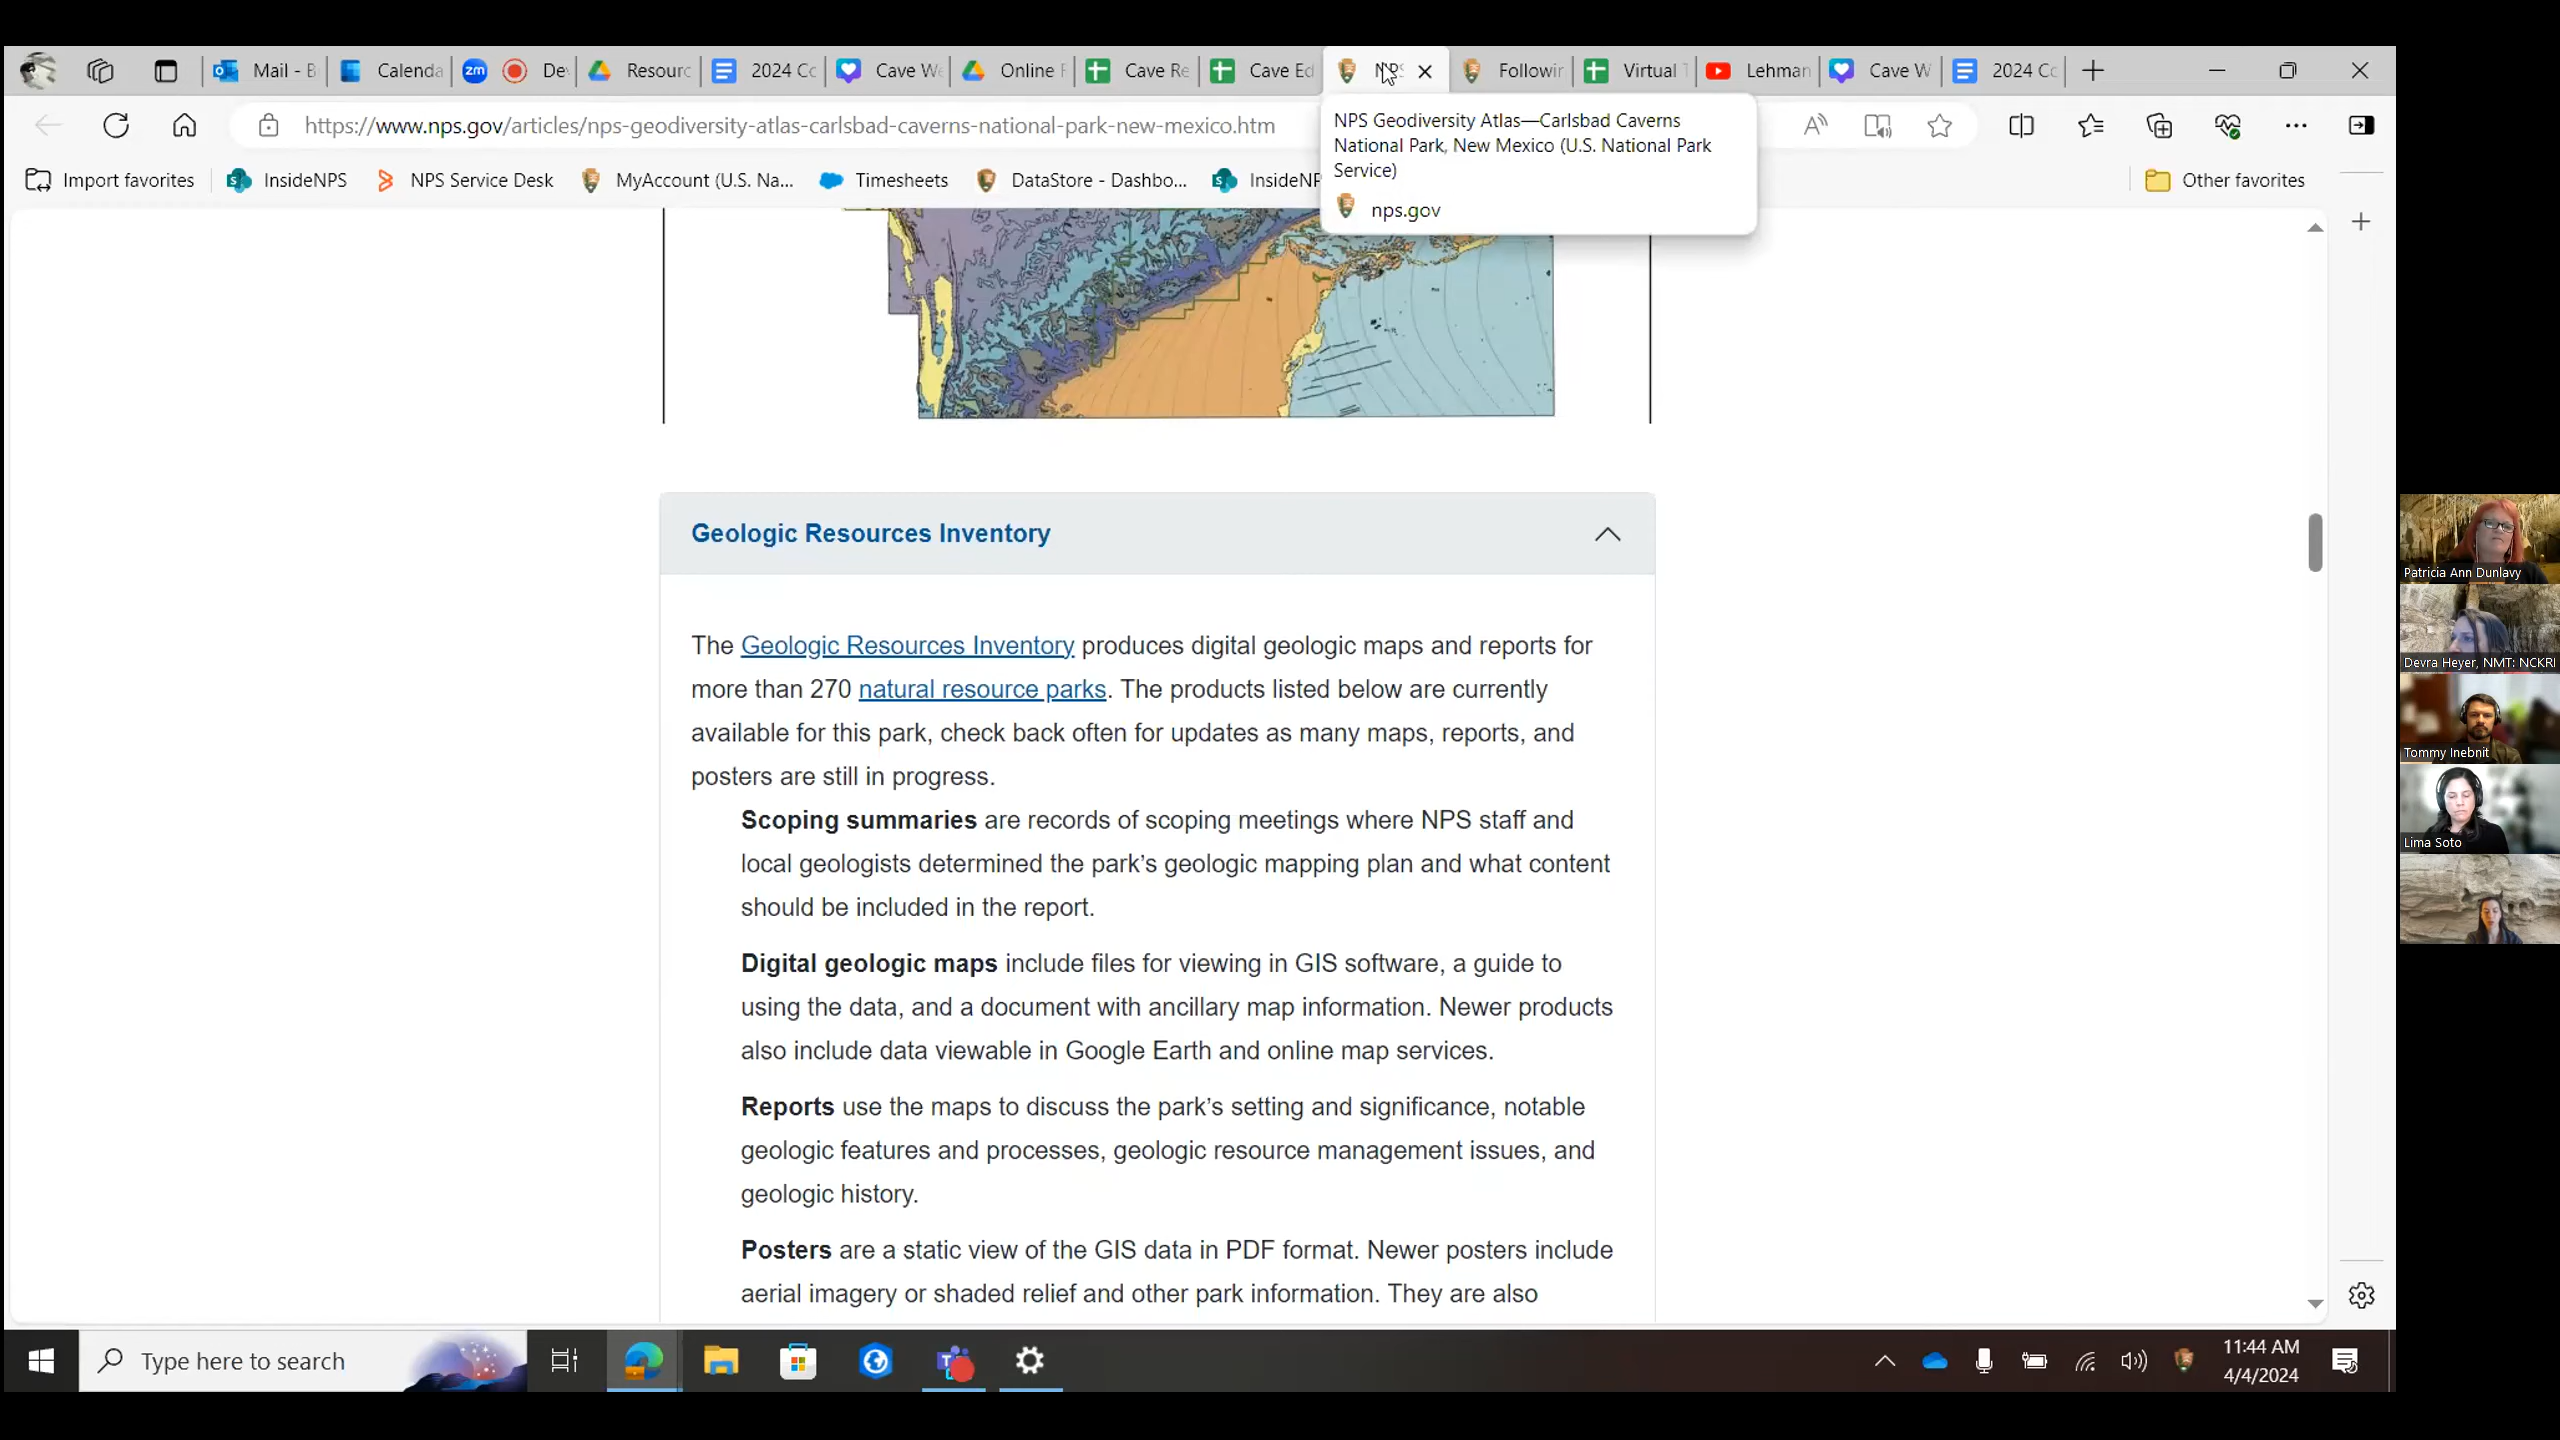 Mail - B
Calenda
zm
De
Resourc
2024 Co
Cave We
Online F
Cave Re
Cave Ed
NPS
Followin
Virtual T
Lehman
Cave W
2024 Co
https://www.nps.gov/articles/nps-geodiversity-atlas-carlsbad-caverns-national-park-new-mexico.htm
NPS Geodiversity Atlas—Carlsbad Caverns
National Park, New Mexico (U.S. National Park
Service)
nps.gov
Import favorites
InsideNPS
NPS Service Desk
MyAccount (U.S. Na...
Timesheets
DataStore - Dashbo...
InsideNP
Other favorites
Geologic Resources Inventory
The Geologic Resources Inventory produces digital geologic maps and reports for
more than 270 natural resource parks. The products listed below are currently
available for this park, check back often for updates as many maps, reports, and
posters are still in progress.
Scoping summaries are records of scoping meetings where NPS staff and
local geologists determined the park’s geologic mapping plan and what content
should be included in the report.
Digital geologic maps include files for viewing in GIS software, a guide to
using the data, and a document with ancillary map information. Newer products
also include data viewable in Google Earth and online map services.
Reports use the maps to discuss the park’s setting and significance, notable
geologic features and processes, geologic resource management issues, and
geologic history.
Posters are a static view of the GIS data in PDF format. Newer posters include
aerial imagery or shaded relief and other park information. They are also
Patricia Ann Dunlavy
Devra Heyer, NMT: NCKRI
Tommy Inebnit
Lima Soto
Type here to search
11:44 AM
4/4/2024